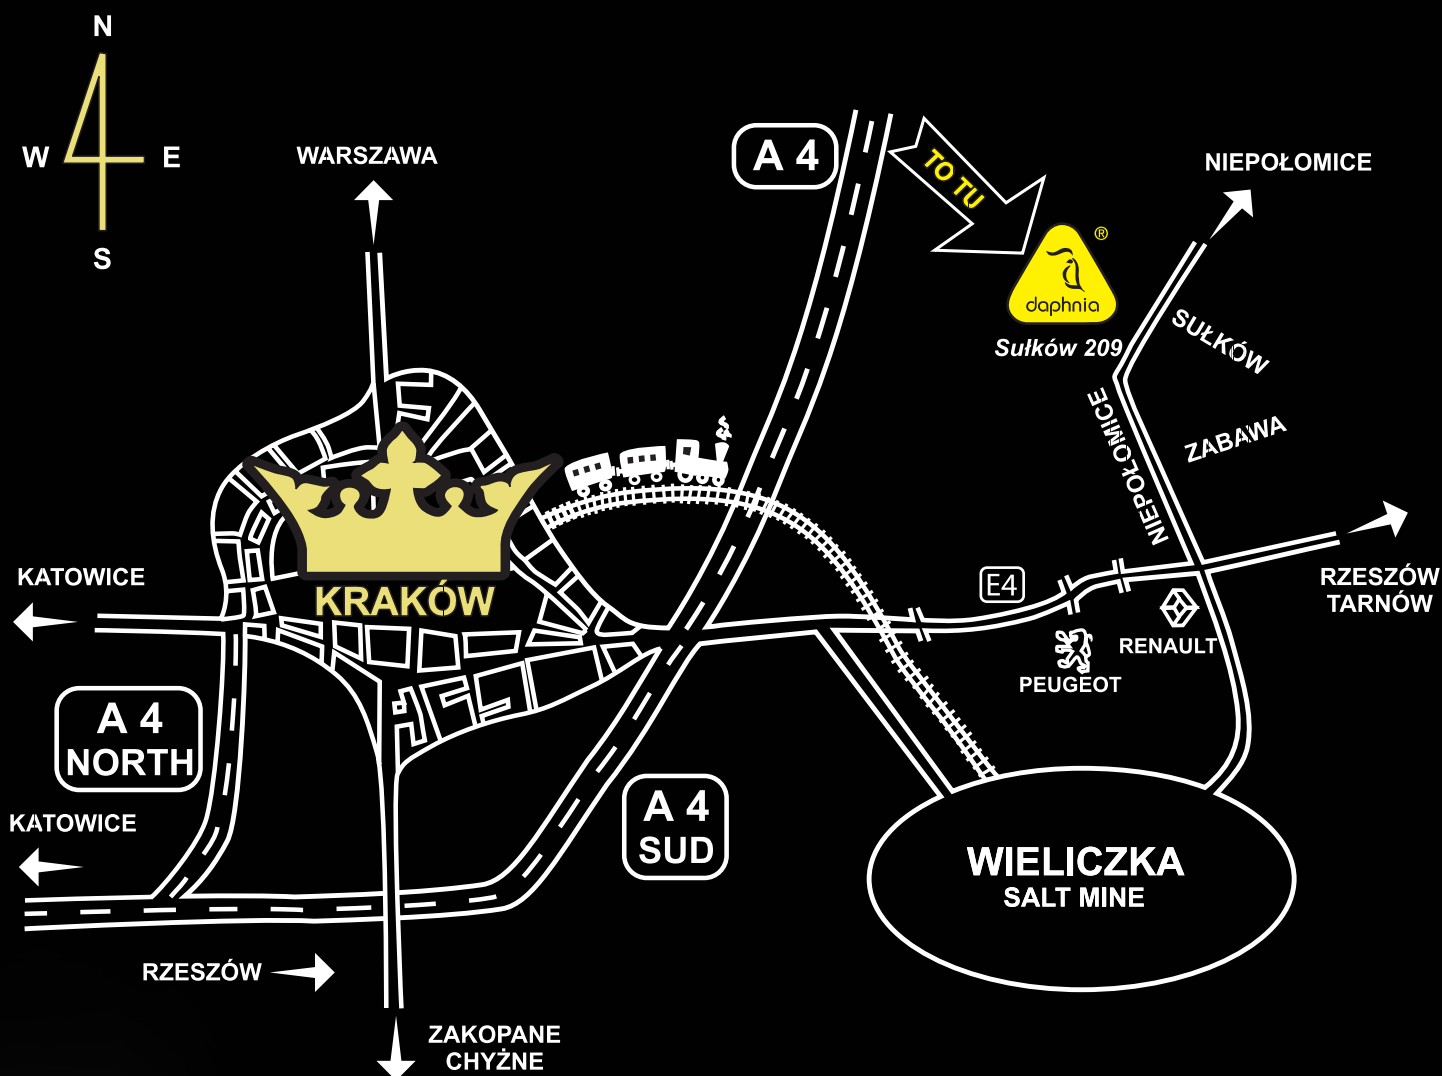 N
W E
S
WARSZAWA
A 4
TO TU
NIEPOŁOMICE
®
daphnia
Sułków 209
SUŁKÓW
NIEPOŁOMICE
ZABAWA
KATOWICE
KRAKÓW
E4
RZESZÓW
TARNÓW
RENAULT
PEUGEOT
A 4
NORTH
A 4
SUD
KATOWICE
WIELICZKA
SALT MINE
RZESZÓW
ZAKOPANE
CHYŻNE